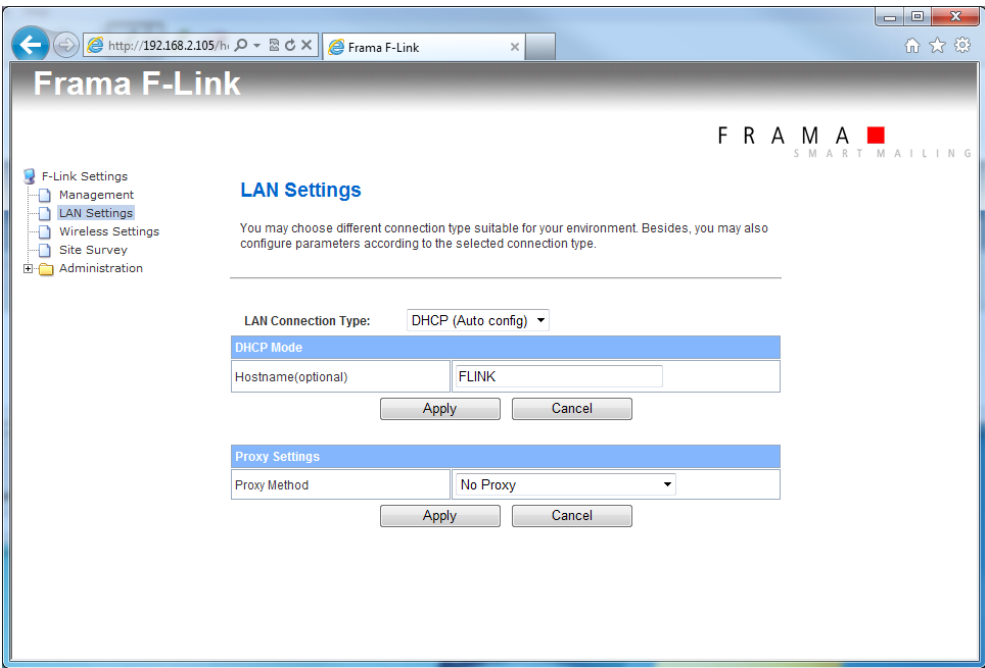 http://192.168.2.105/h
Frama F-Link
Frama F-Link
FRAMA
SMART MAILING
F-Link Settings
Management
LAN Settings
Wireless Settings
Site Survey
Administration
LAN Settings
You may choose different connection type suitable for your environment. Besides, you may also
configure parameters according to the selected connection type.
LAN Connection Type: DHCP (Auto config)
DHCP Mode
Hostname(optional) FLINK
Apply Cancel
Proxy Settings
Proxy Method No Proxy
Apply Cancel